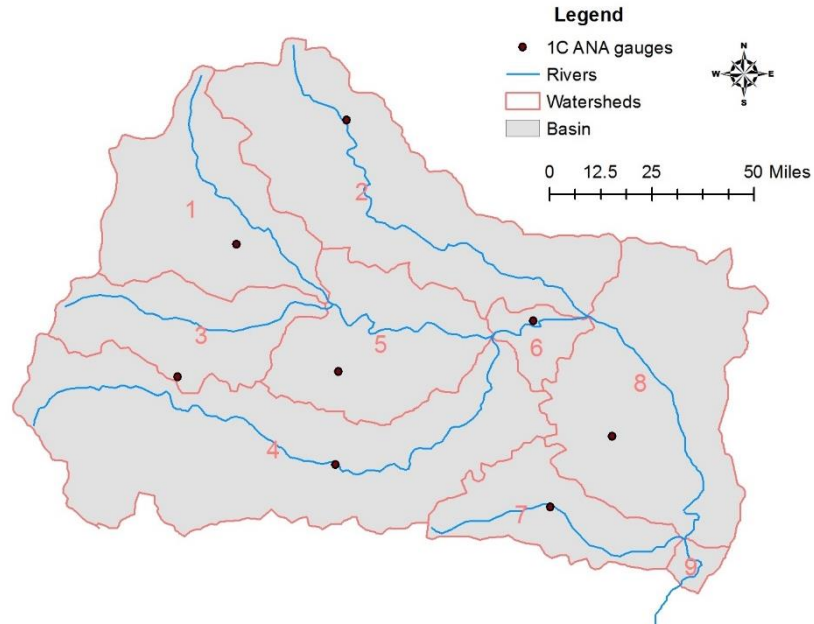 Legend
1C ANA gauges
Rivers
Watersheds
Basin
N
W E
S
0 12.5 25 50 Miles
1
2
3
5
6
8
4
7
9